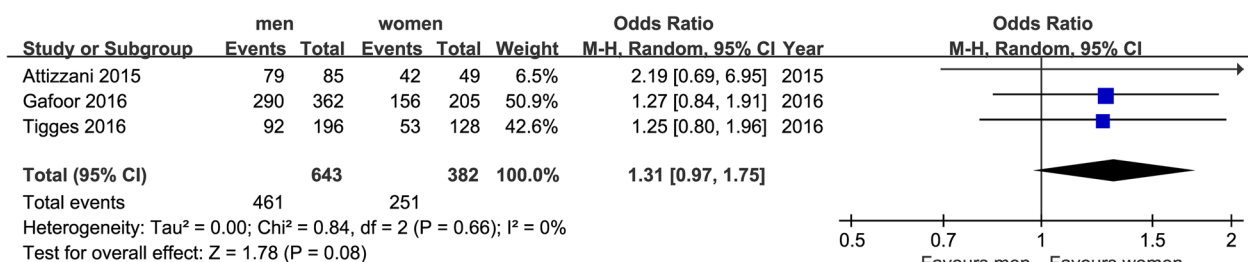 men women Odds Ratio Odds Ratio
Study or Subgroup Events Total Events Total Weight M-H, Random, 95% CI Year M-H, Random, 95% CI
Attizzani 2015 79 85 42 49 6.5% 2.19 [0.69, 6.95] 2015
Gafoor 2016 290 362 156 205 50.9% 1.27 [0.84, 1.91] 2016
Tigges 2016 92 196 53 128 42.6% 1.25 [0.80, 1.96] 2016
Total (95% CI) 643 382 100.0% 1.31 [0.97, 1.75]
Total events 461 251
Heterogeneity: Tau² = 0.00; Chi² = 0.84, df = 2 (P = 0.66); I² = 0%
Test for overall effect: Z = 1.78 (P = 0.08)
0.5 0.7 1 1.5 2
Favours men Favours women